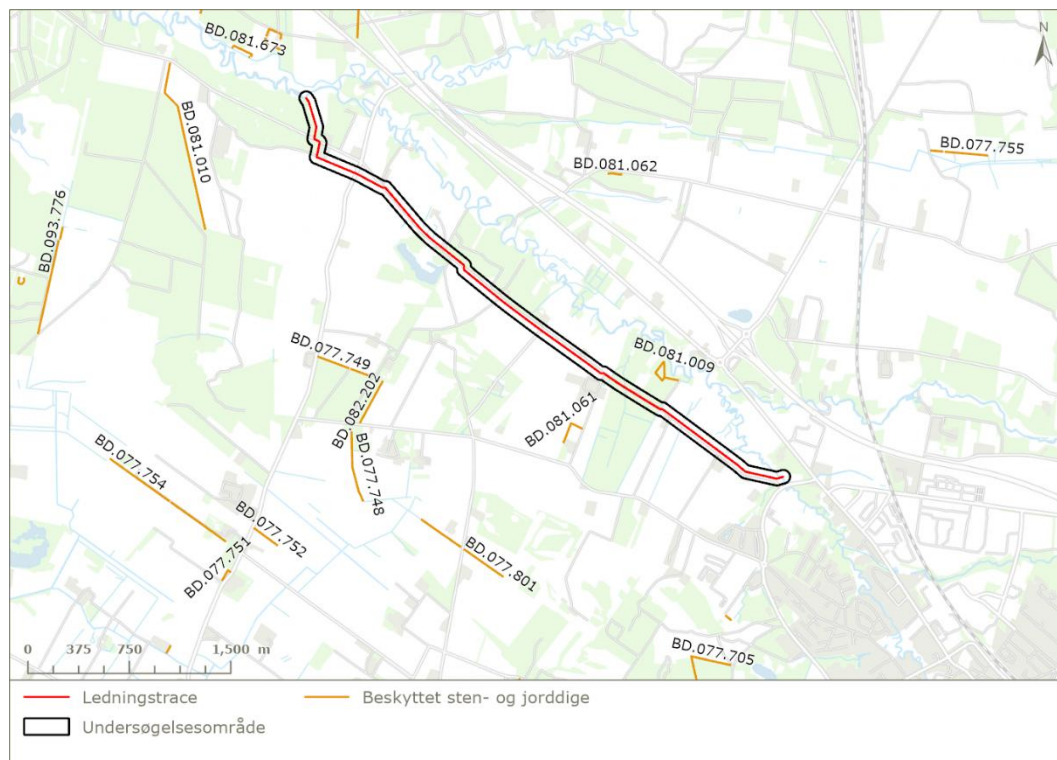 BD.081.673
N
BD.081.010
BD.077.755
BD.081.062
BD.093.776
BD.077.749
BD.081.009
BD.082.202
BD.081.061
BD.077.748
BD.077.754
BD.077.752
BD.077.751
BD.077.801
BD.077.705
0 375 750 1,500 m
Ledningstrace
Beskyttet sten- og jorddige
Undersøgelsesområde